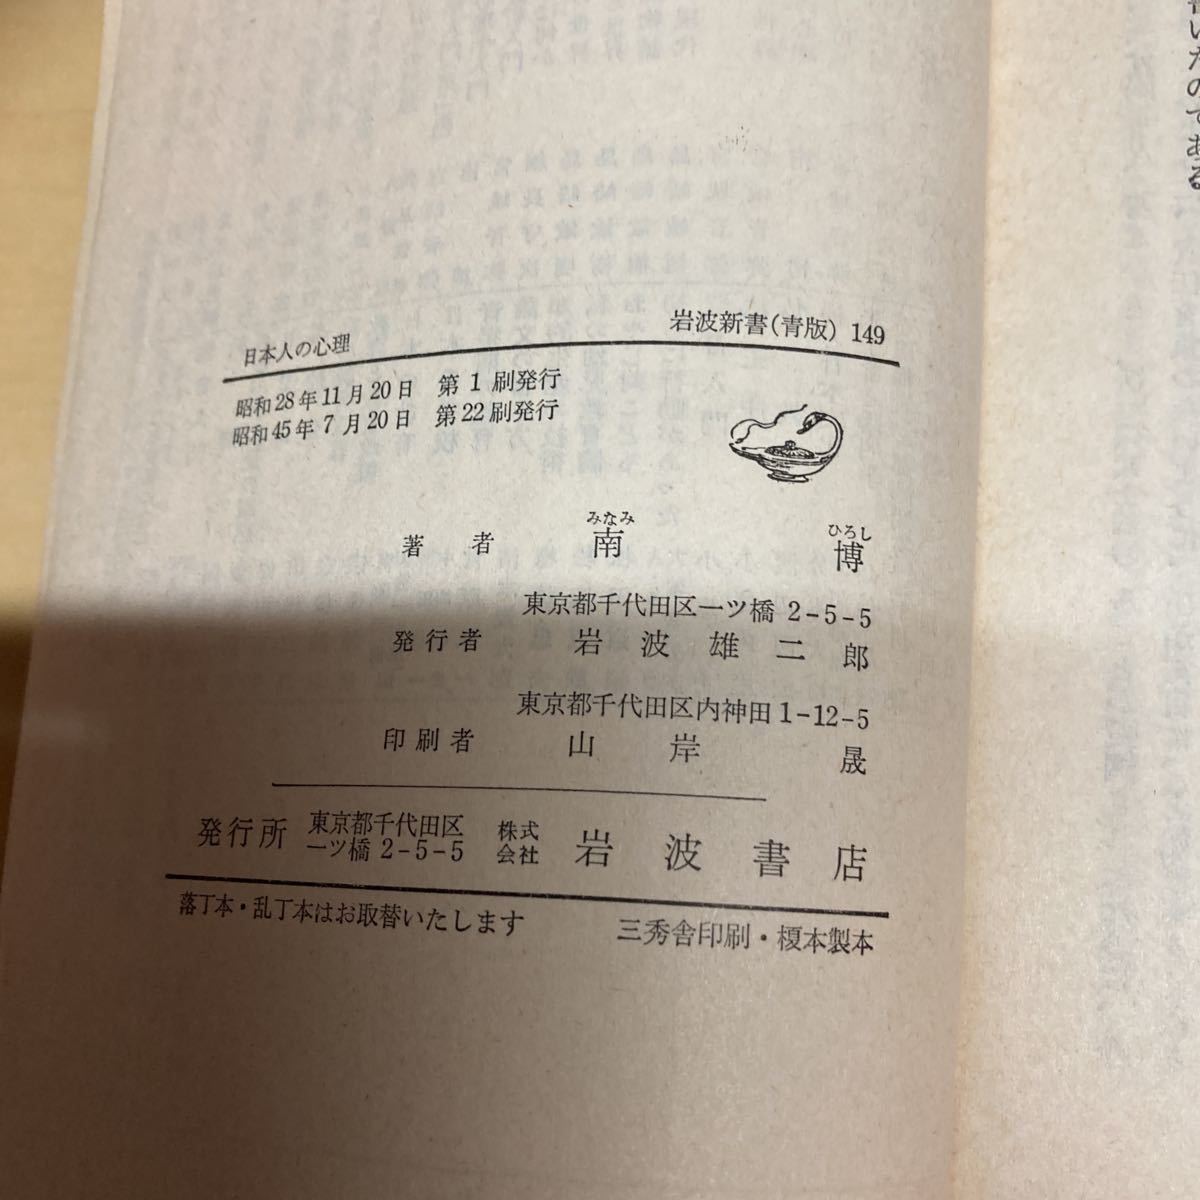 日本人の心理
岩波新書(青版) 149
昭和28年11月20日 第1刷発行
昭和45年7月20日 第22刷発行
みなみ ひろし
著者 南 博
東京都千代田区一ツ橋 2-5-5
発行者 岩波雄二郎
東京都千代田区内神田 1-12-5
印刷者 山岸 晟
発行所 東京都千代田区
一ツ橋 2-5-5
株式
会社
岩波書店
落丁本・乱丁本はお取替いたします
三秀舎印刷・榎本製本
いたのである